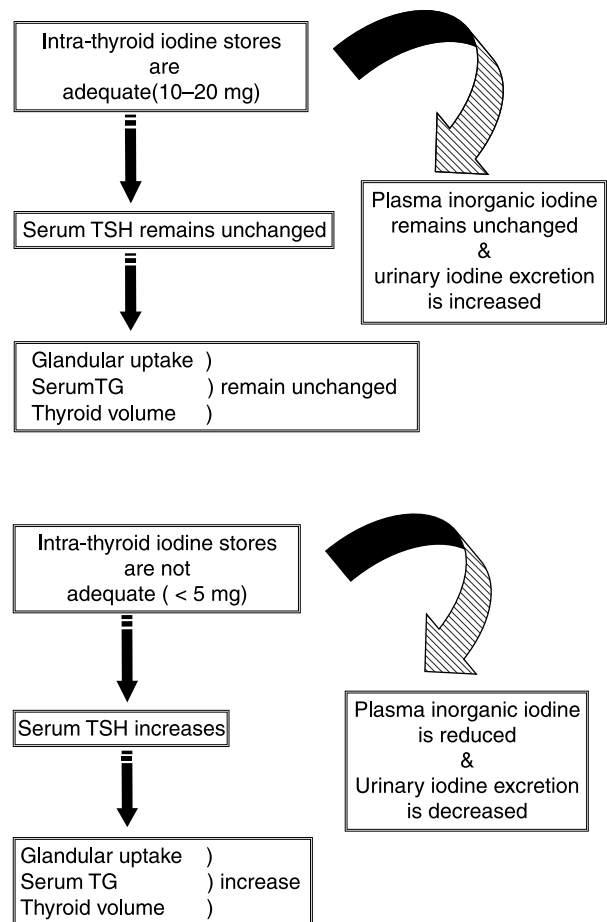 Intra-thyroid iodine stores
are
adequate(10–20 mg)
Plasma inorganic iodine
remains unchanged
&
urinary iodine excretion
is increased
Serum TSH remains unchanged
Glandular uptake )
SerumTG ) remain unchanged
Thyroid volume )
Intra-thyroid iodine stores
are not
adequate ( < 5 mg)
Plasma inorganic iodine
is reduced
&
Urinary iodine excretion
is decreased
Serum TSH increases
Glandular uptake )
Serum TG ) increase
Thyroid volume )